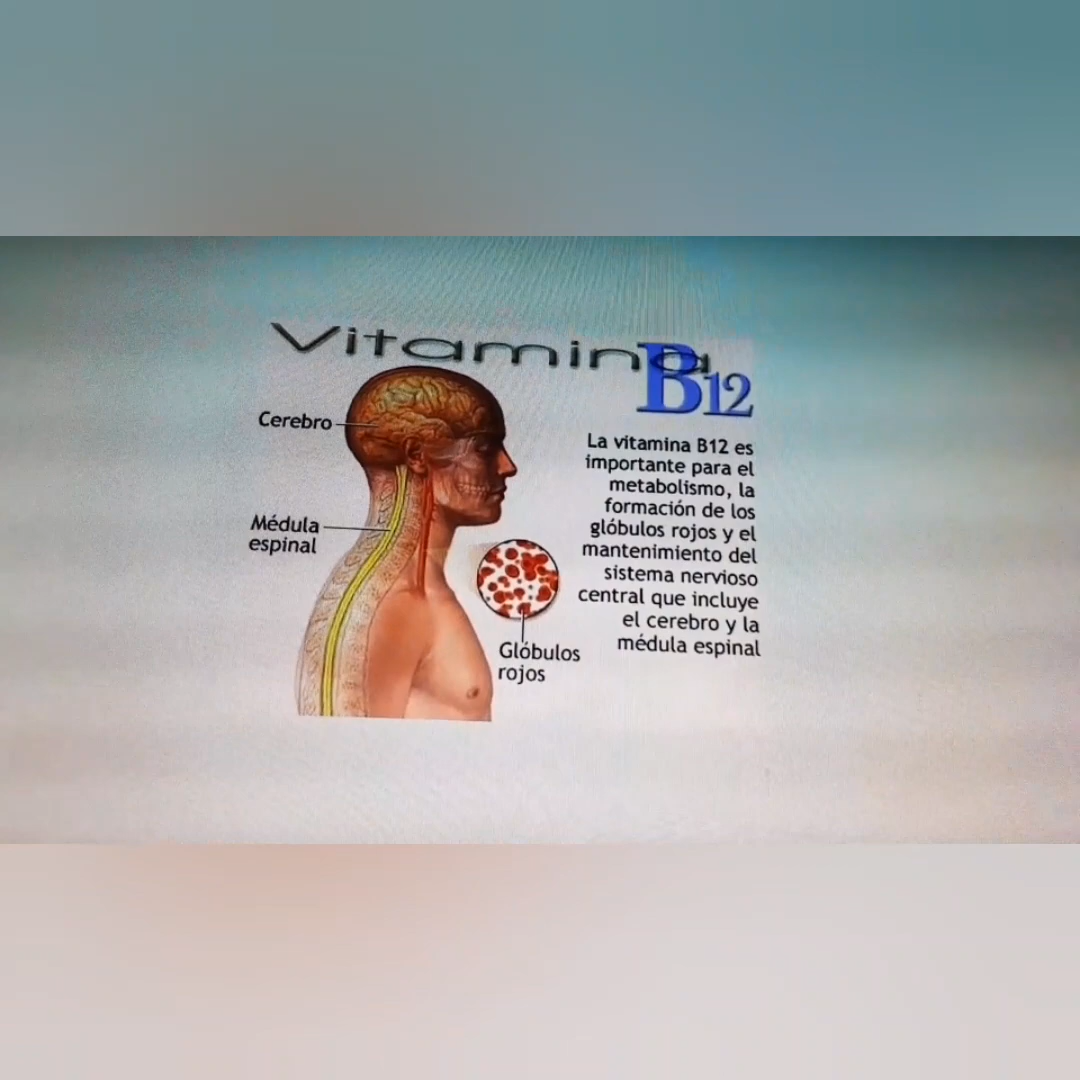 Vitamina B12
Cerebro
Médula
espinal
Glóbulos
rojos
La vitamina B12 es
importante para el
metabolismo, la
formación de los
glóbulos rojos y el
mantenimiento del
sistema nervioso
central que incluye
el cerebro y la
médula espinal